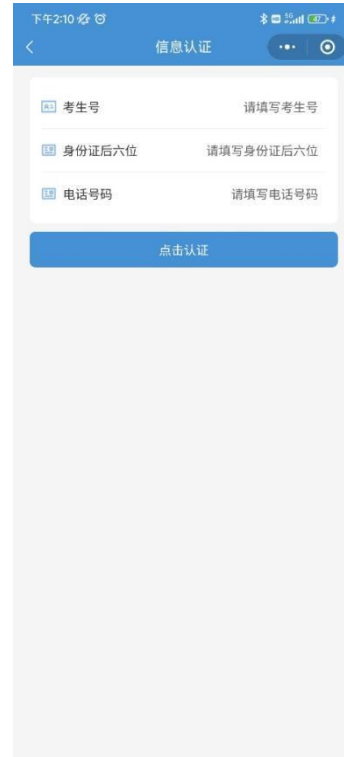 下午2:10
信息认证
考生号 请填写考生号
身份证后六位 请填写身份证后六位
电话号码 请填写电话号码
点击认证